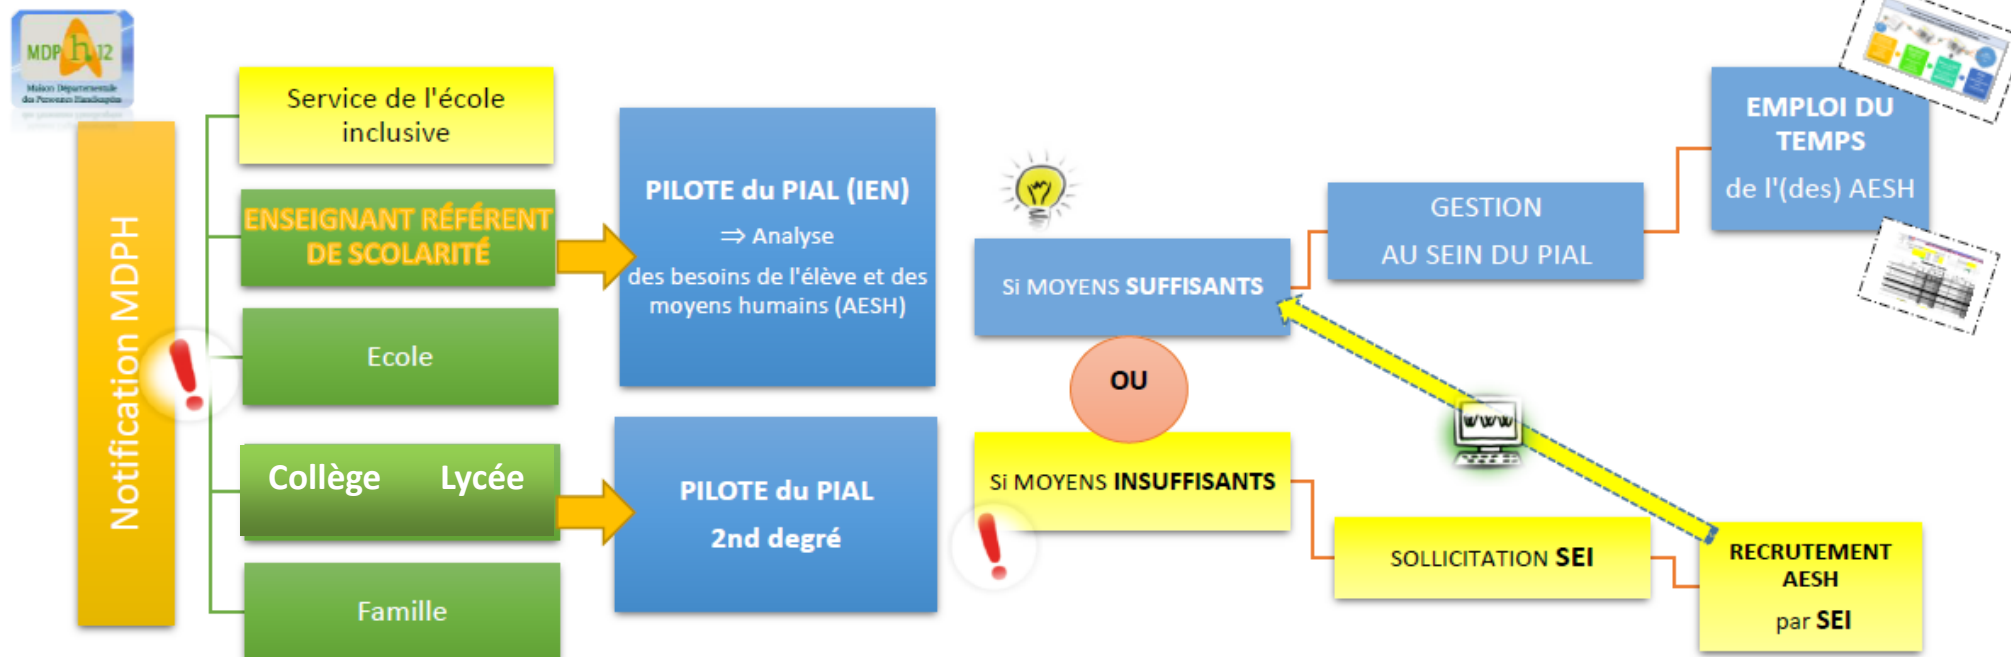 MDPh12
Maison Départementale
des Personnes Handicapées
Notification MDPH
Service de l'école
inclusive
ENSEIGNANT RÉFÉRENT
DE SCOLARITÉ
Ecole
Collège Lycée
Famille
PILOTE du PIAL (IEN)
⇒ Analyse
des besoins de l'élève et des
moyens humains (AESH)
PILOTE du PIAL
2nd degré
Si MOYENS SUFFISANTS
OU
Si MOYENS INSUFFISANTS
GESTION
AU SEIN DU PIAL
EMPLOI DU
TEMPS
de l'(des) AESH
www
SOLLICITATION SEI
RECRUTEMENT
AESH
par SEI